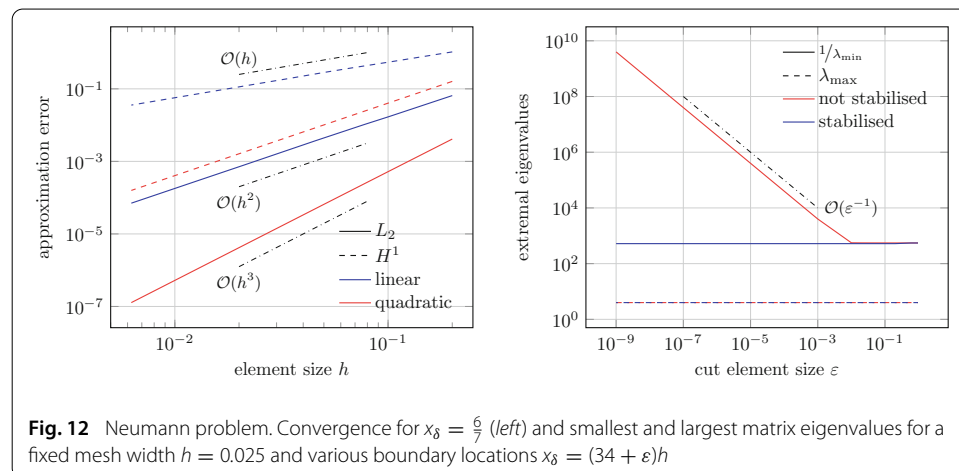 approximation error
10⁻¹
10⁻³
10⁻⁵
10⁻⁷
𝒪(h)
𝒪(h²)
𝒪(h³)
L₂
H¹
linear
quadratic
10⁻² 10⁻¹
element size h
extremal eigenvalues
10¹⁰
10⁸
10⁶
10⁴
10²
10⁰
1/λmin
λmax
not stabilised
stabilised
𝒪(ε⁻¹)
10⁻⁹ 10⁻⁷ 10⁻⁵ 10⁻³ 10⁻¹
cut element size ε
Fig. 12 Neumann problem. Convergence for x_δ = 6/7 (left) and smallest and largest matrix eigenvalues for a
fixed mesh width h = 0.025 and various boundary locations x_δ = (34 + ε)h